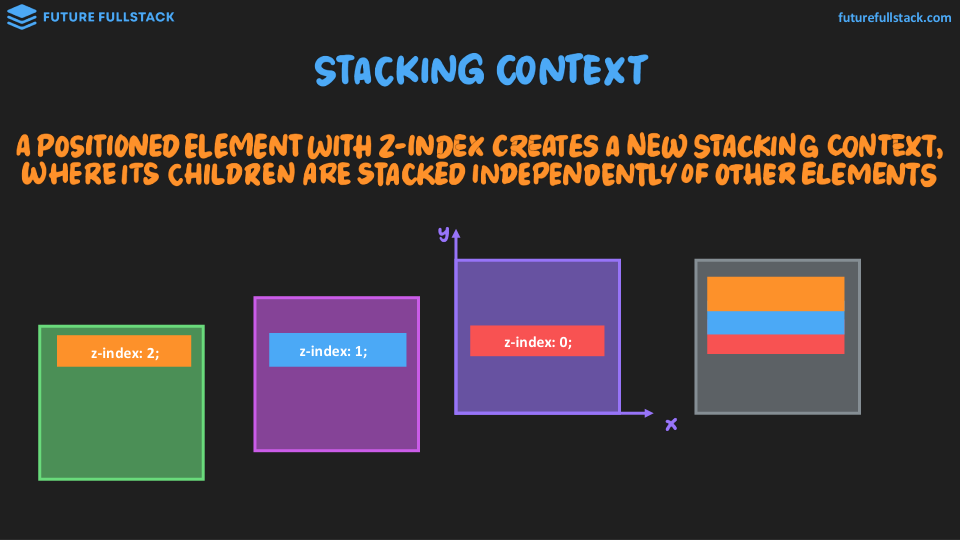 FUTURE FULLSTACK
futurefullstack.com
STACKING CONTEXT
A POSITIONED ELEMENT WITH Z-INDEX CREATES A NEW STACKING CONTEXT,
WHERE ITS CHILDREN ARE STACKED INDEPENDENTLY OF OTHER ELEMENTS
y
z-index: 2;
z-index: 1;
z-index: 0;
x